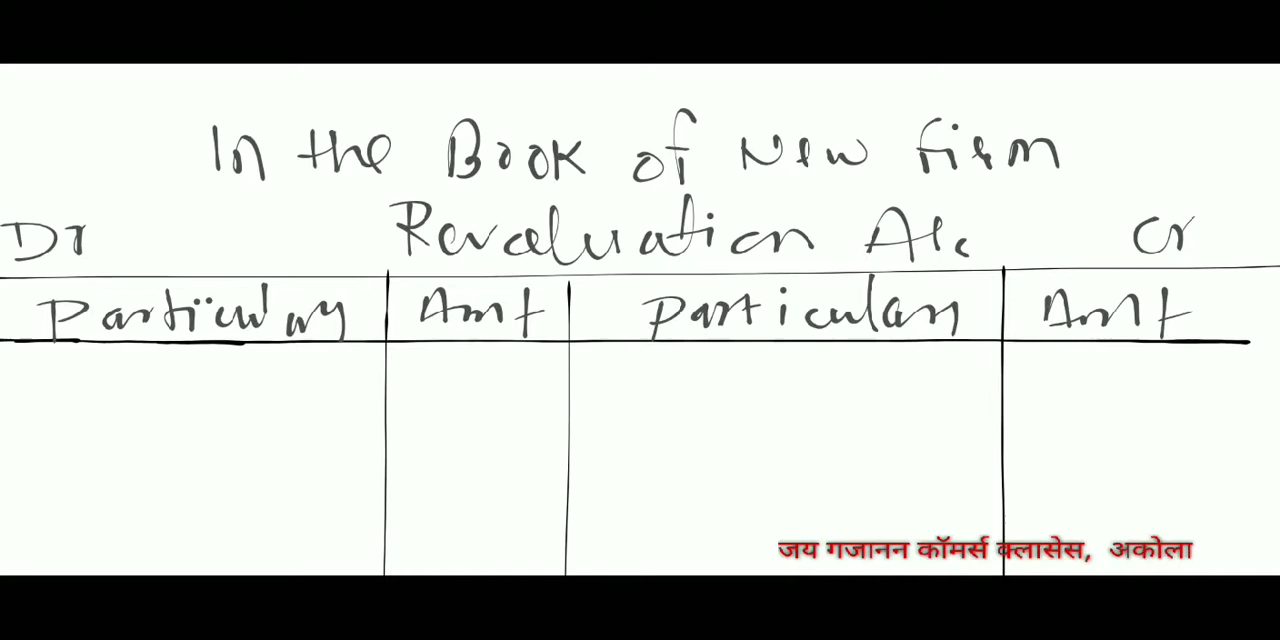 In the Book of New firm
Dr Revaluation A/c Cr
Particulars Amt Particulars Amt
जय गजानन कॉमर्स क्लासेस, अकोला